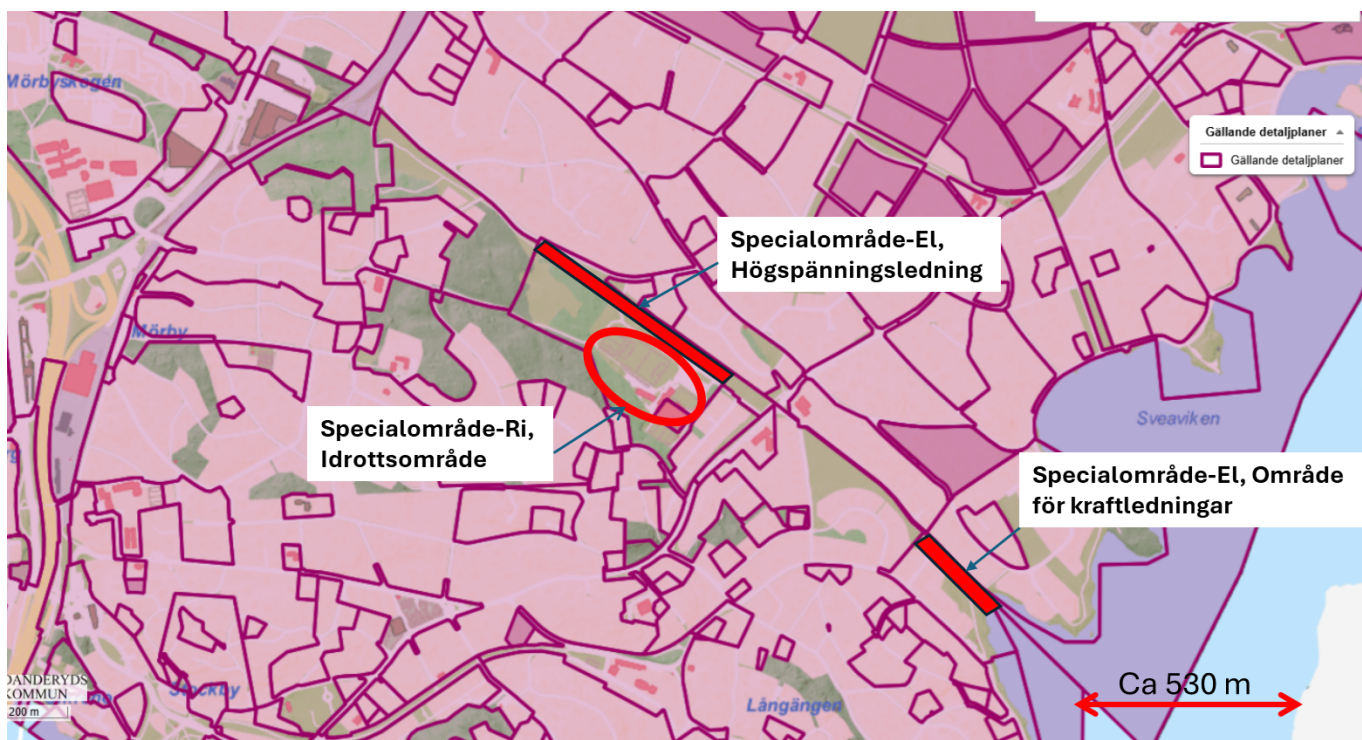 Mörbyskogen
Gällande detaljplaner
Gällande detaljplaner
Specialområde-El,
Högspänningsledning
Mörby
Specialområde-Ri,
Idrottsområde
Sveaviken
Specialområde-El, Område
för kraftledningar
Ca 530 m
DANDERYDS
KOMMUN
Stockby
200 m
Långängen